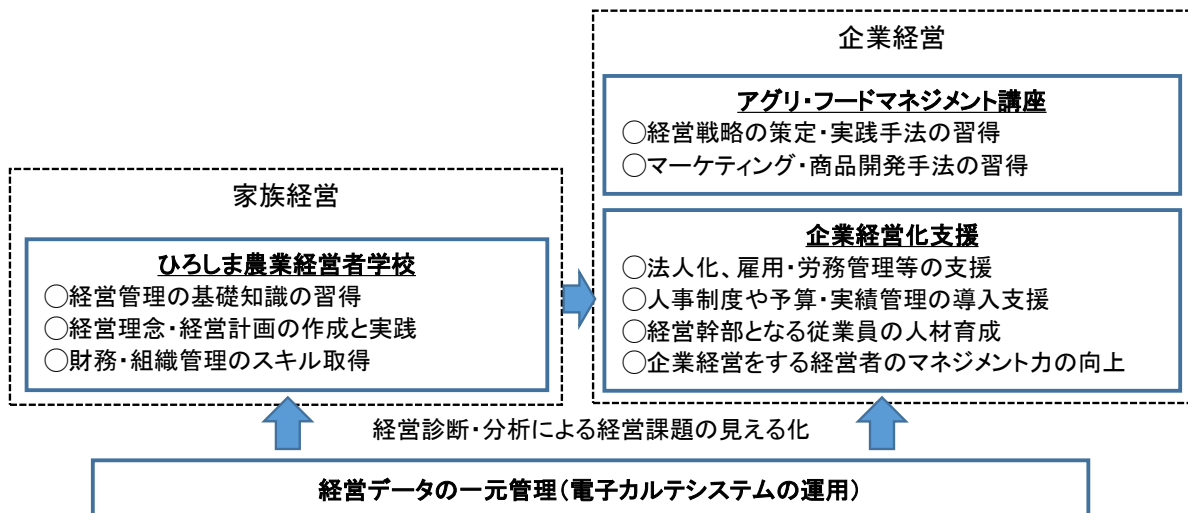 企業経営
アグリ・フードマネジメント講座
○経営戦略の策定・実践手法の習得
○マーケティング・商品開発手法の習得
家族経営
ひろしま農業経営者学校
○経営管理の基礎知識の習得
○経営理念・経営計画の作成と実践
○財務・組織管理のスキル取得
企業経営化支援
○法人化、雇用・労務管理等の支援
○人事制度や予算・実績管理の導入支援
○経営幹部となる従業員の人材育成
○企業経営をする経営者のマネジメント力の向上
経営診断・分析による経営課題の見える化
経営データの一元管理(電子カルテシステムの運用)